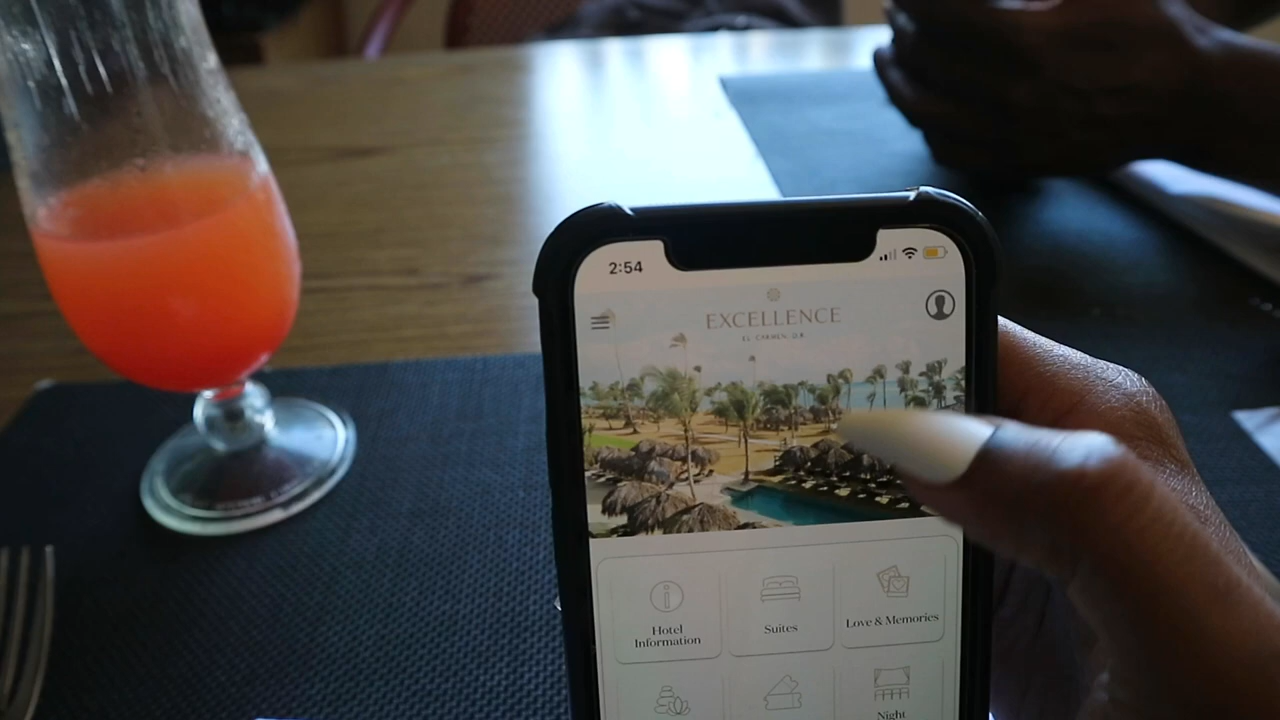 2:54
EXCELLENCE
EL CARMEN, D.R.
Hotel
Information
Suites
Love & Memories
Night